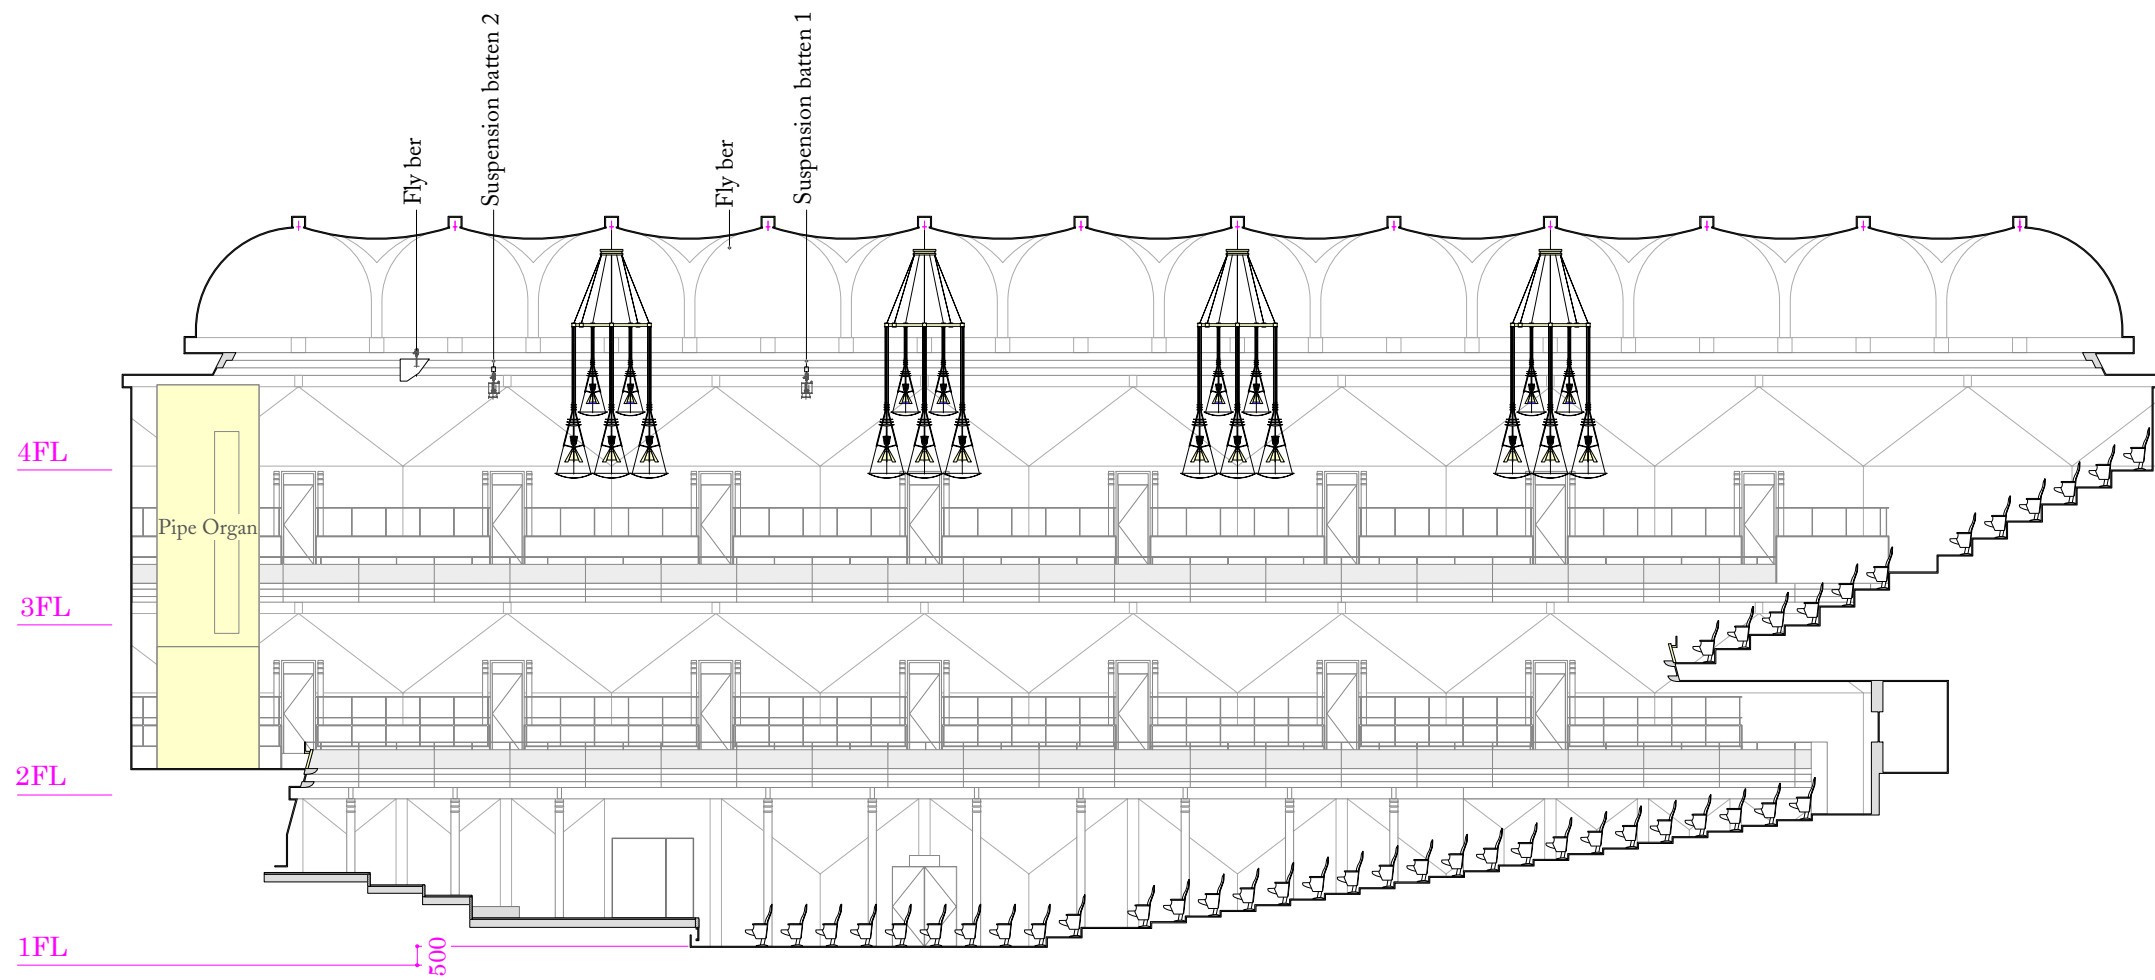 Fly ber
Suspension batten 2
Fly ber
Suspension batten 1
4FL
Pipe Organ
3FL
2FL
1FL
500